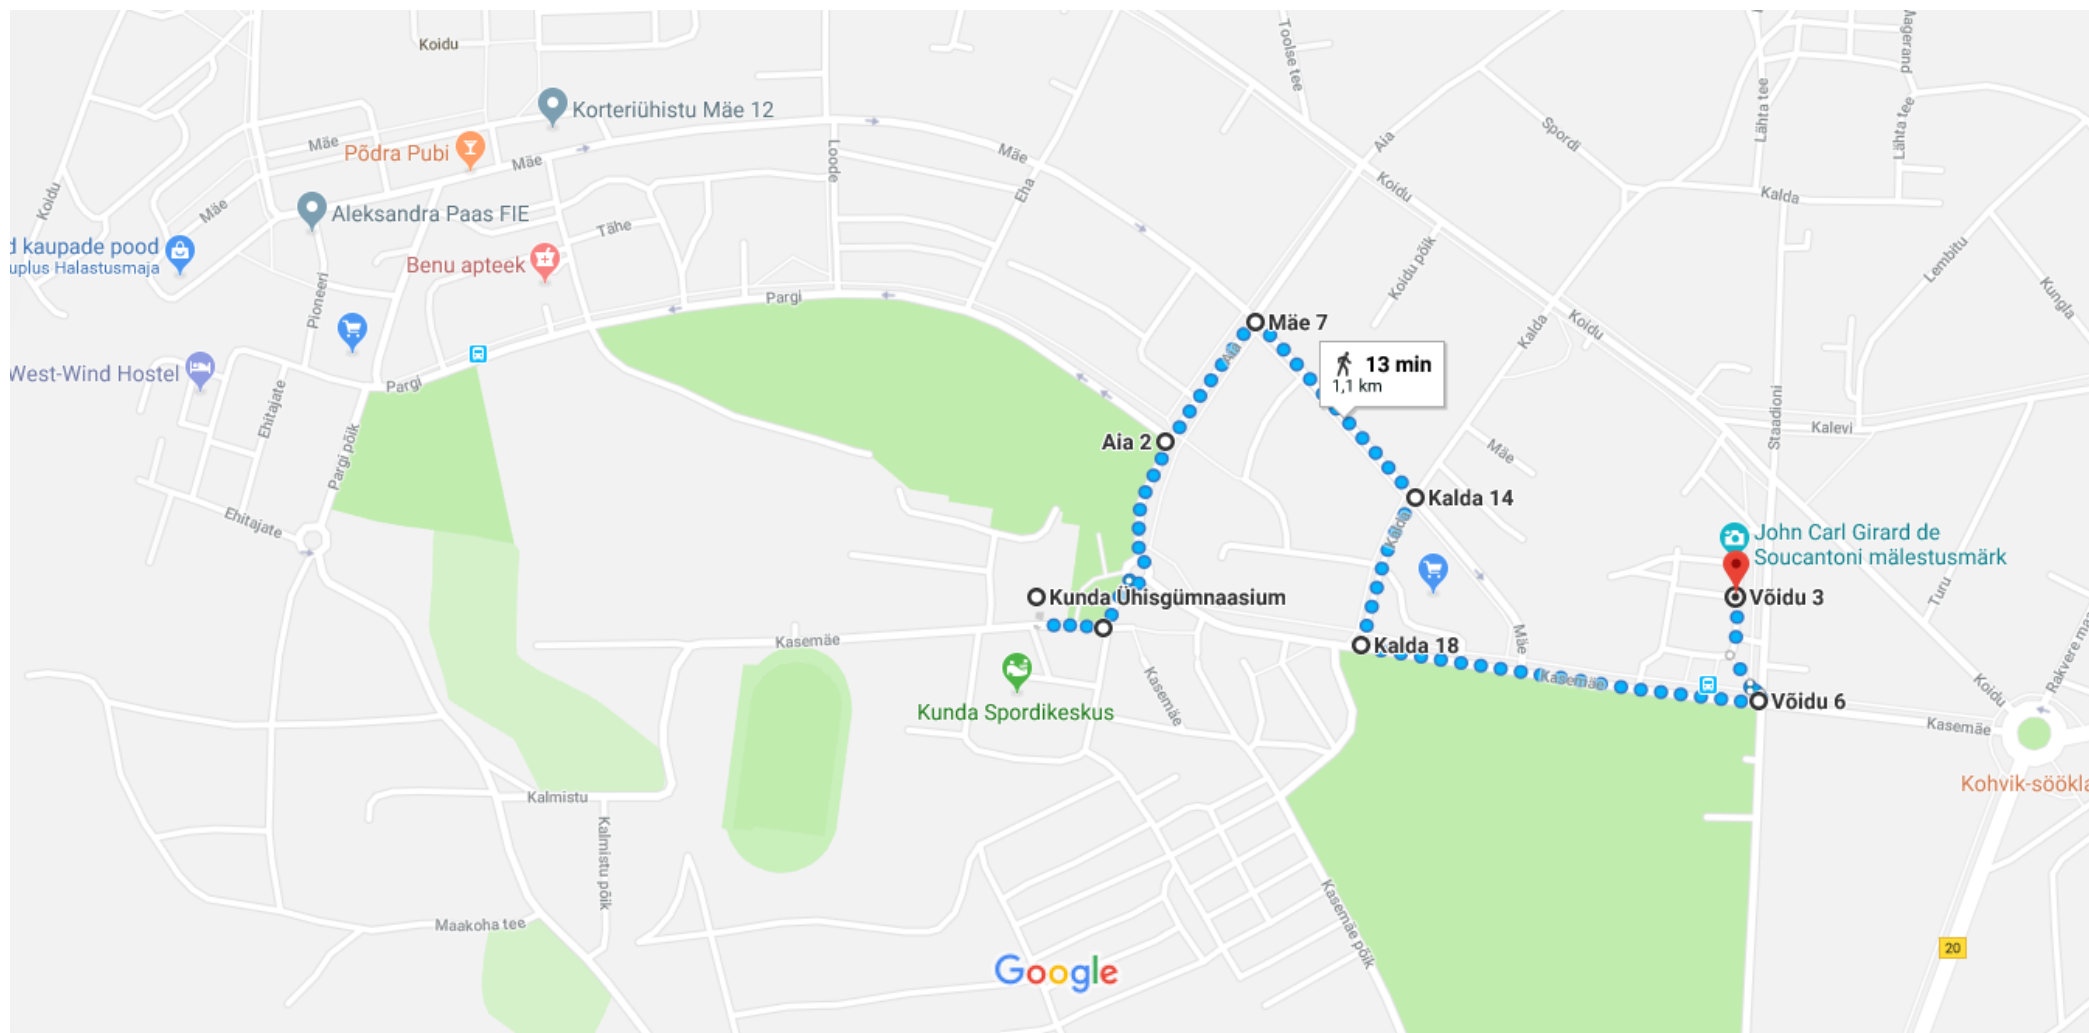 Koidu
Korteriühistu Mäe 12
Põdra Pubi
Mäe
Mäe
Mäe
Aleksandra Paas FIE
Koidu
d kaupade pood
uplus Halastusmaja
Tähe
Benu apteek
Pioneeri
Loode
Mäe
Eha
Toolse tee
Aia
Koidu
Spordi
Lähta tee
Lähta tee
Kalda
Lembitu
Kungla
Koidu põik
Kalda
Koidu
Pargi
Pargi
West-Wind Hostel
Ehitajate
Pargi põik
Ehitajate
Mäe 7
Aia
13 min
1,1 km
Aia 2
Mäe
Kalda 14
Kalda
Staadioni
Kalevi
John Carl Girard de
Soucantoni mälestusmärk
Võidu 3
Turu
Kunda Ühisgümnaasium
Kasemäe
Kalda 18
Mäe
Kasemäe
Kasemäe
Võidu 6
Koidu
Kasemäe
Kunda Spordikeskus
Kohvik-söökla
Kalmistu
Kalmistu põik
Maakoha tee
Kasemäe põik
20
Google